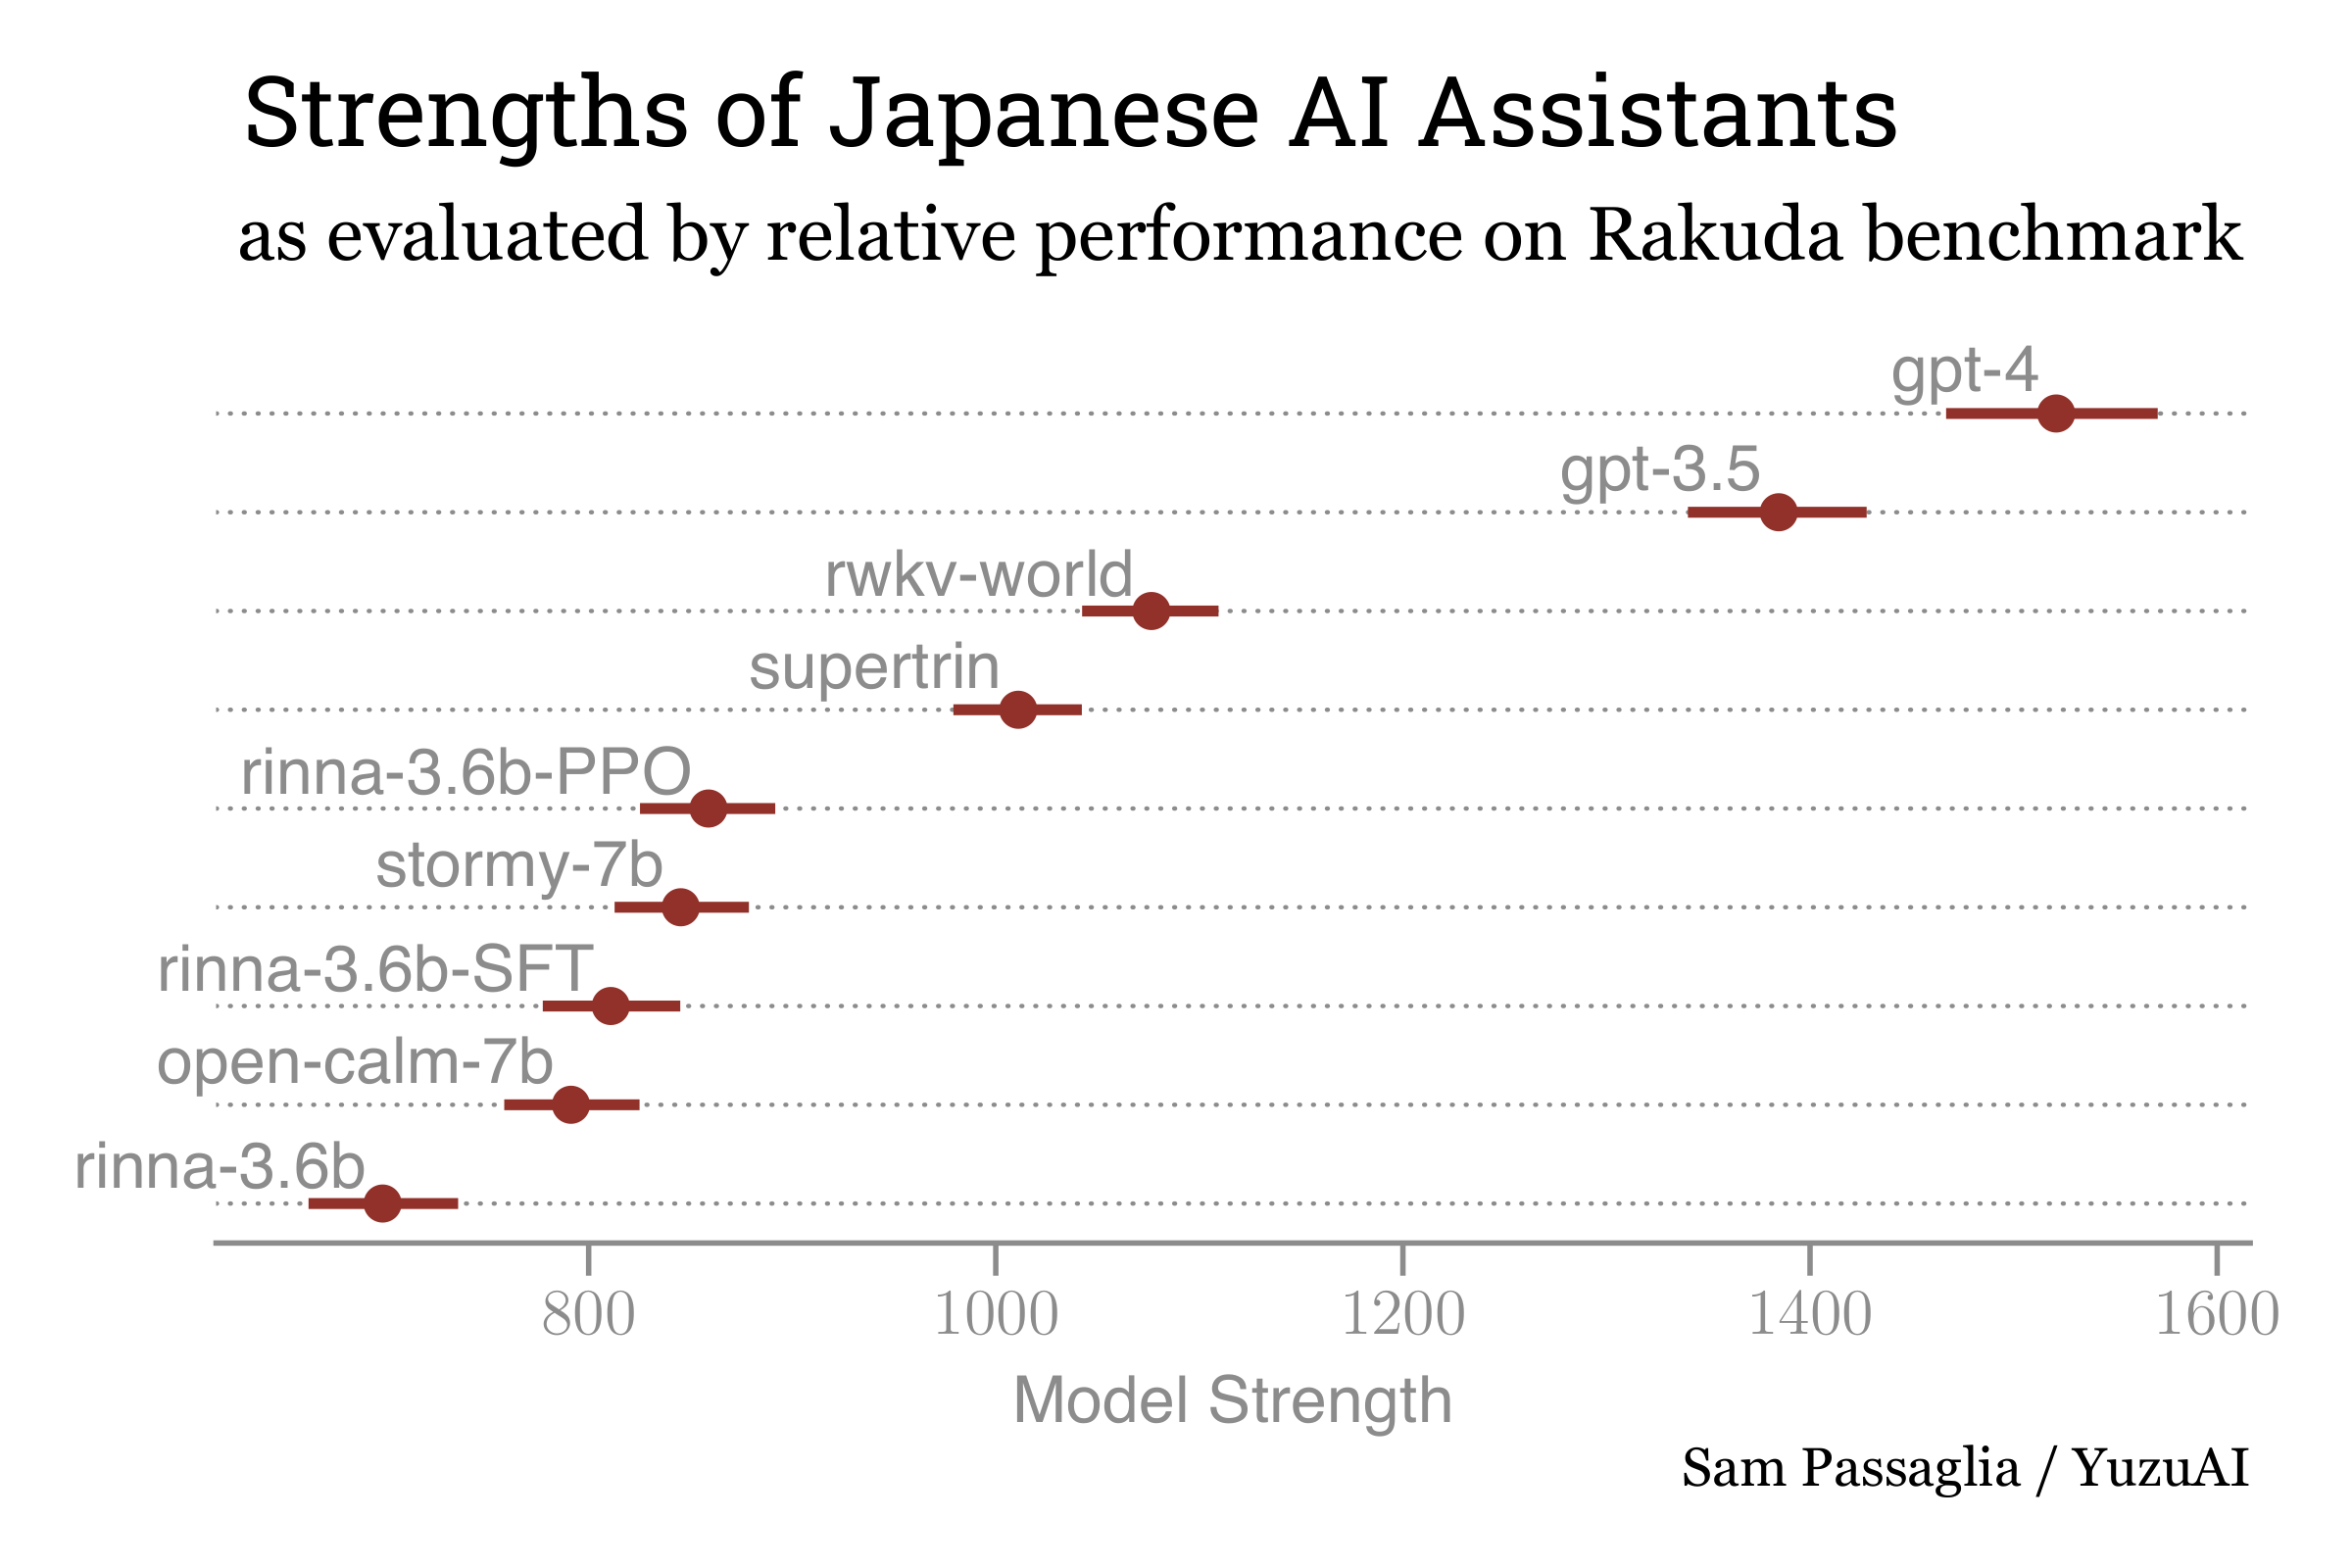 Strengths of Japanese AI Assistants
as evaluated by relative performance on Rakuda benchmark
gpt-4
gpt-3.5
rwkv-world
supertrin
rinna-3.6b-PPO
stormy-7b
rinna-3.6b-SFT
open-calm-7b
rinna-3.6b
800 1000 1200 1400 1600
Model Strength
Sam Passaglia / YuzuAI